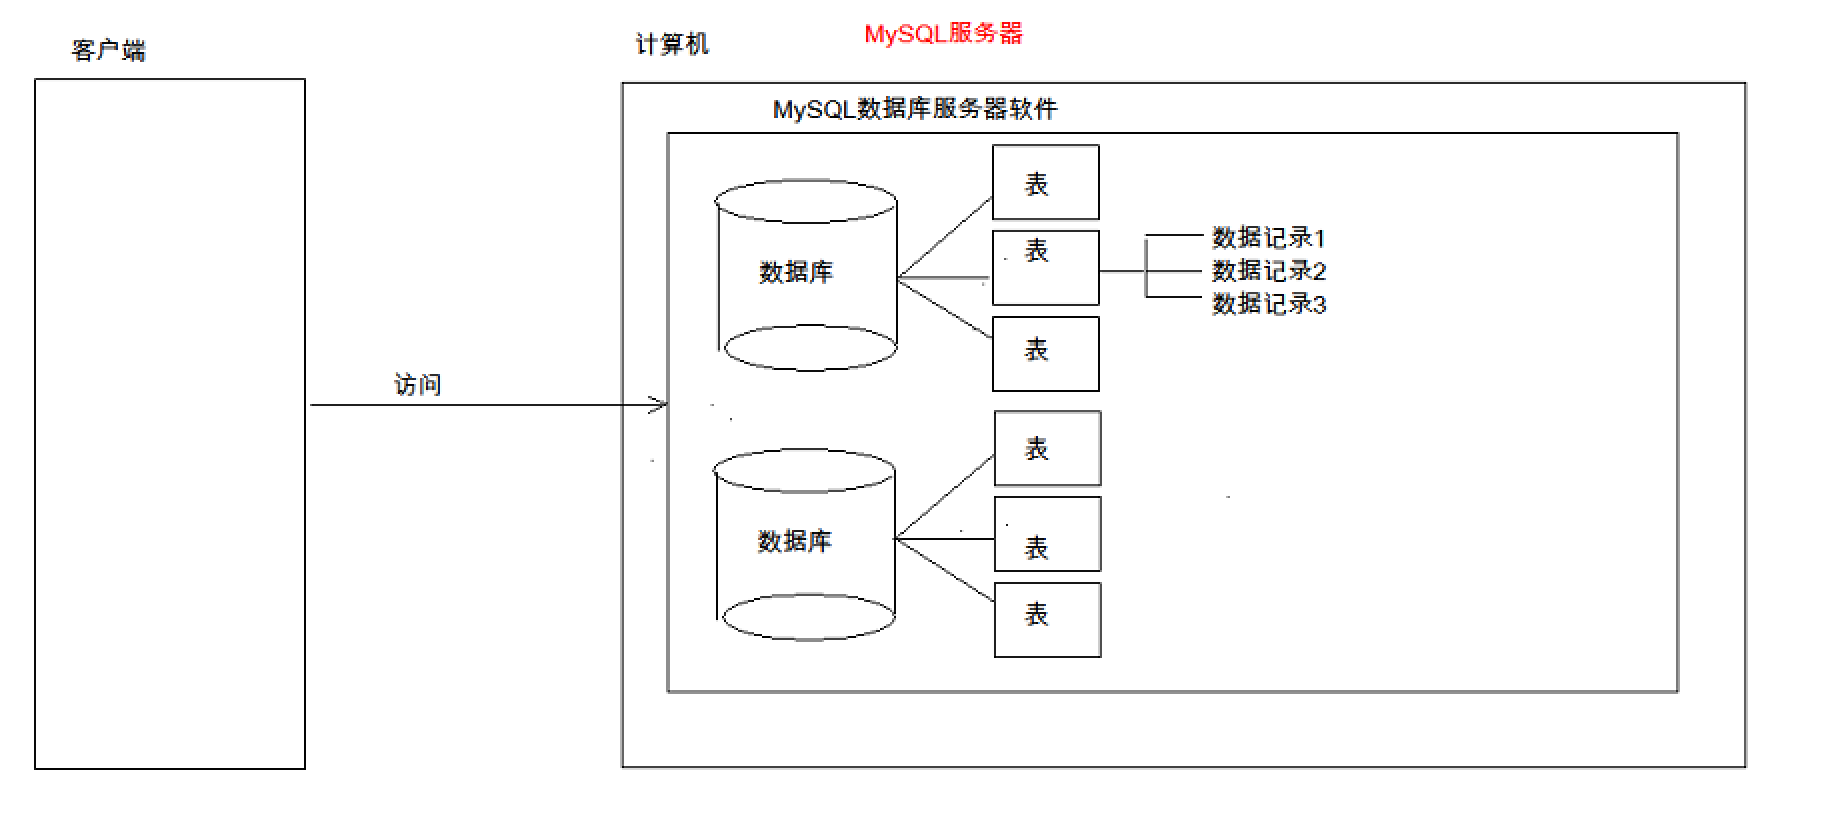 客户端
计算机
MySQL服务器
MySQL数据库服务器软件
数据库
表
表
表
数据记录1
数据记录2
数据记录3
访问
数据库
表
表
表